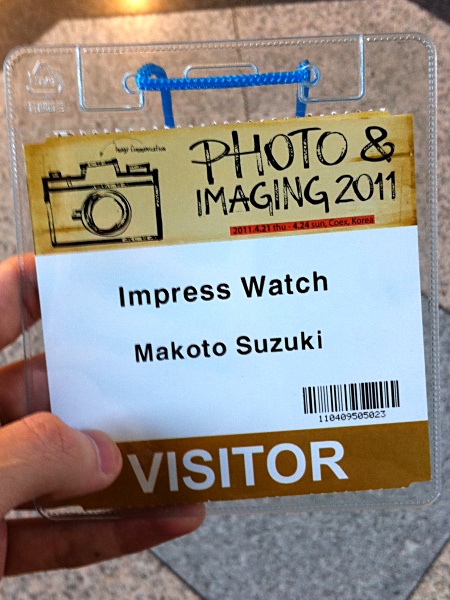 Image Communication
PHOTO &
IMAGING 2011
2011.4.21 thu - 4.24 sun, Coex, Korea
Impress Watch
Makoto Suzuki
110409505023
VISITOR